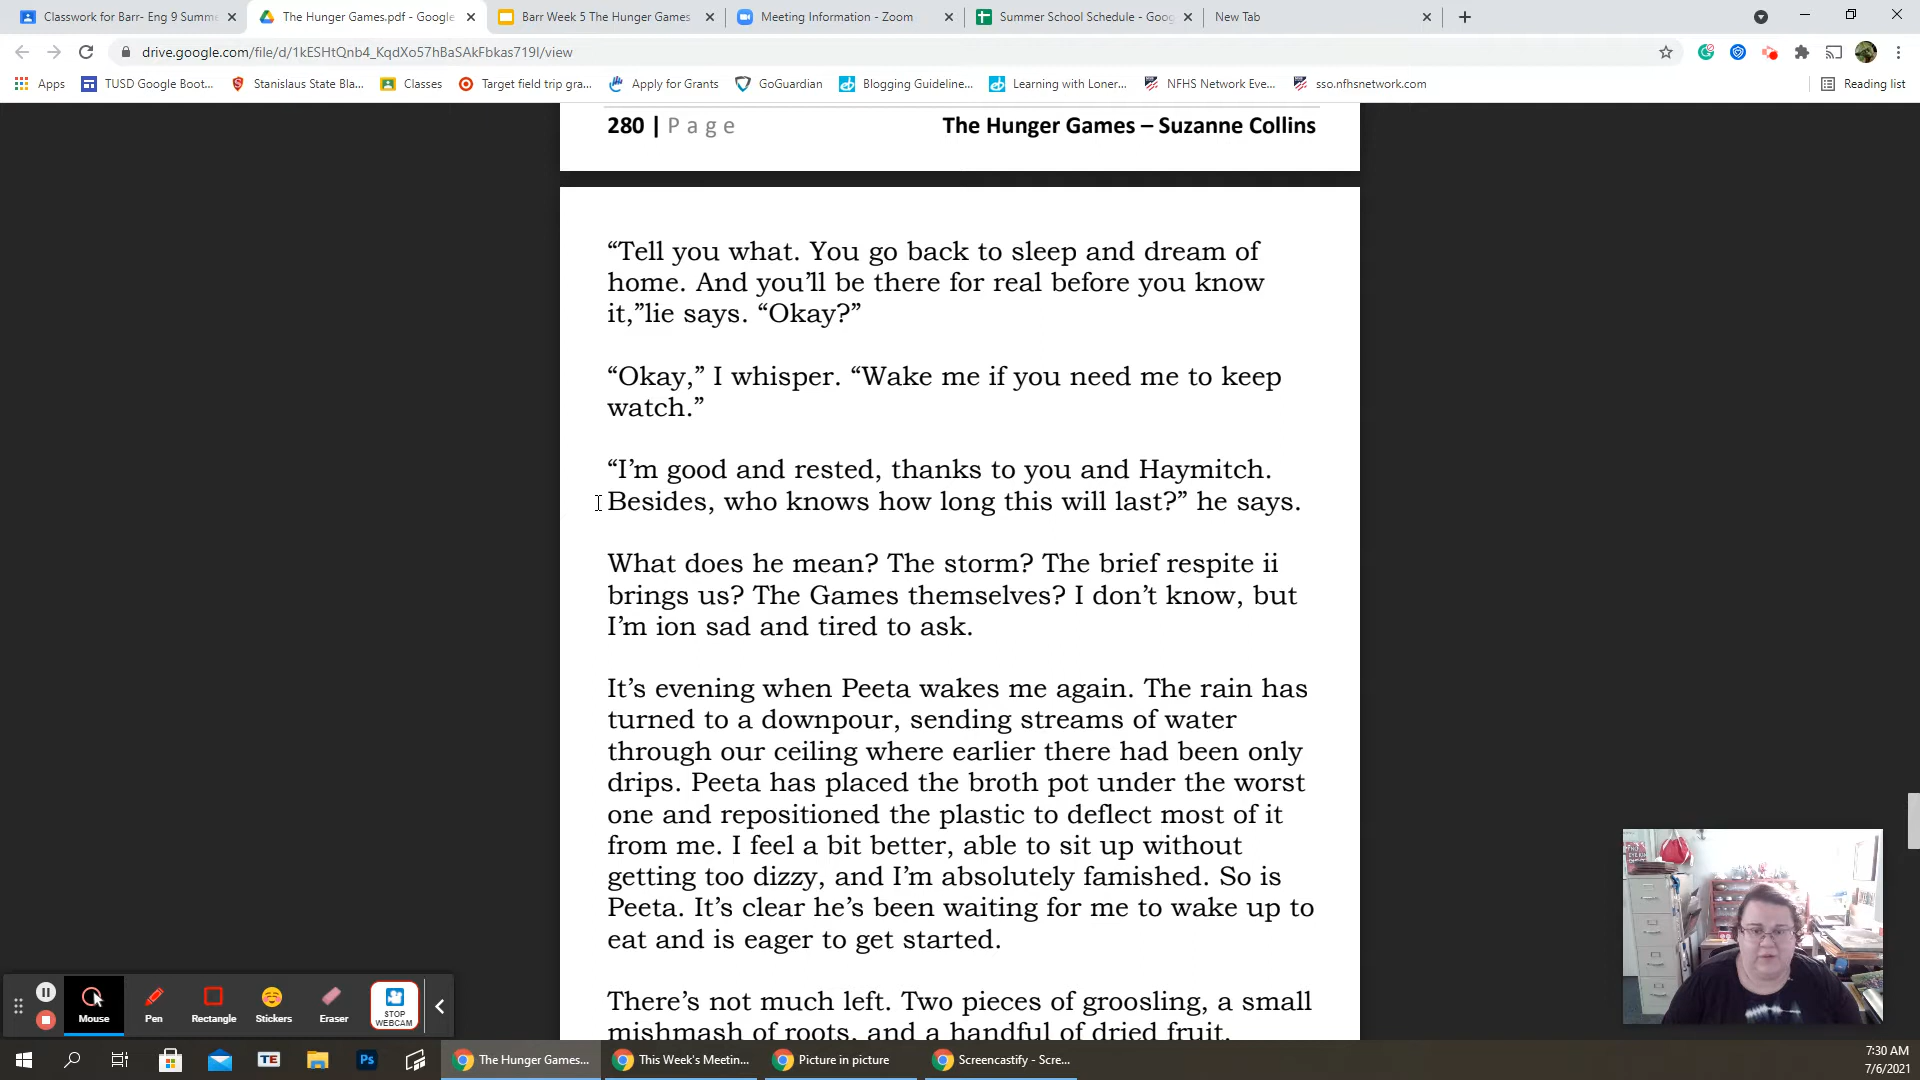 Classwork for Barr- Eng 9 Summe
The Hunger Games.pdf - Google
Barr Week 5 The Hunger Games
Meeting Information - Zoom
Summer School Schedule - Goog
New Tab
drive.google.com/file/d/1kESHtQnb4_KqdXo57hBaSAkFbkas719I/view
Apps
TUSD Google Boot...
Stanislaus State Bla...
Classes
Target field trip gra...
Apply for Grants
GoGuardian
Blogging Guideline...
Learning with Loner...
NFHS Network Eve...
sso.nfhsnetwork.com
Reading list
280 | Page
The Hunger Games – Suzanne Collins
“Tell you what. You go back to sleep and dream of
home. And you’ll be there for real before you know
it,”lie says. “Okay?”
“Okay,” I whisper. “Wake me if you need me to keep
watch.”
“I’m good and rested, thanks to you and Haymitch.
Besides, who knows how long this will last?” he says.
What does he mean? The storm? The brief respite ii
brings us? The Games themselves? I don’t know, but
I’m ion sad and tired to ask.
It’s evening when Peeta wakes me again. The rain has
turned to a downpour, sending streams of water
through our ceiling where earlier there had been only
drips. Peeta has placed the broth pot under the worst
one and repositioned the plastic to deflect most of it
from me. I feel a bit better, able to sit up without
getting too dizzy, and I’m absolutely famished. So is
Peeta. It’s clear he’s been waiting for me to wake up to
eat and is eager to get started.
There’s not much left. Two pieces of groosling, a small
mishmash of roots, and a handful of dried fruit.
Mouse
Pen
Rectangle
Stickers
Eraser
STOP
WEBCAM
TE
Ps
The Hunger Games...
This Week's Meetin...
Picture in picture
Screencastify - Scre...
7:30 AM
7/6/2021